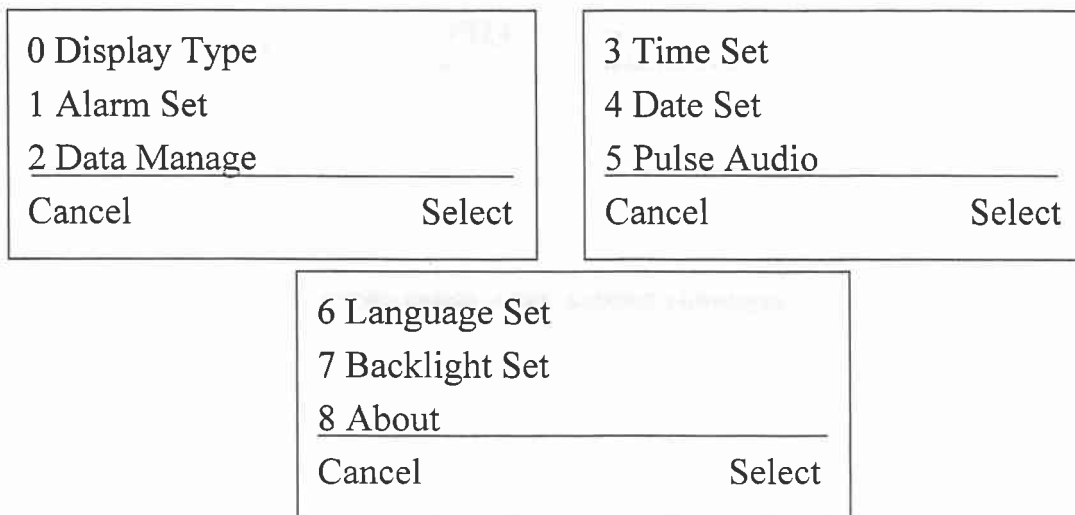 0 Display Type
1 Alarm Set
2 Data Manage
Cancel Select
3 Time Set
4 Date Set
5 Pulse Audio
Cancel Select
6 Language Set
7 Backlight Set
8 About
Cancel Select